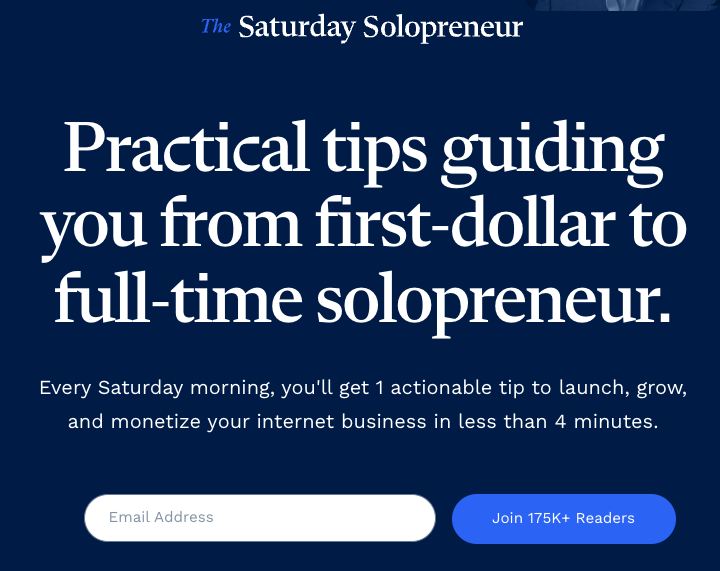 The Saturday Solopreneur
Practical tips guiding
you from first-dollar to
full-time solopreneur.
Every Saturday morning, you'll get 1 actionable tip to launch, grow,
and monetize your internet business in less than 4 minutes.
Email Address
Join 175K+ Readers